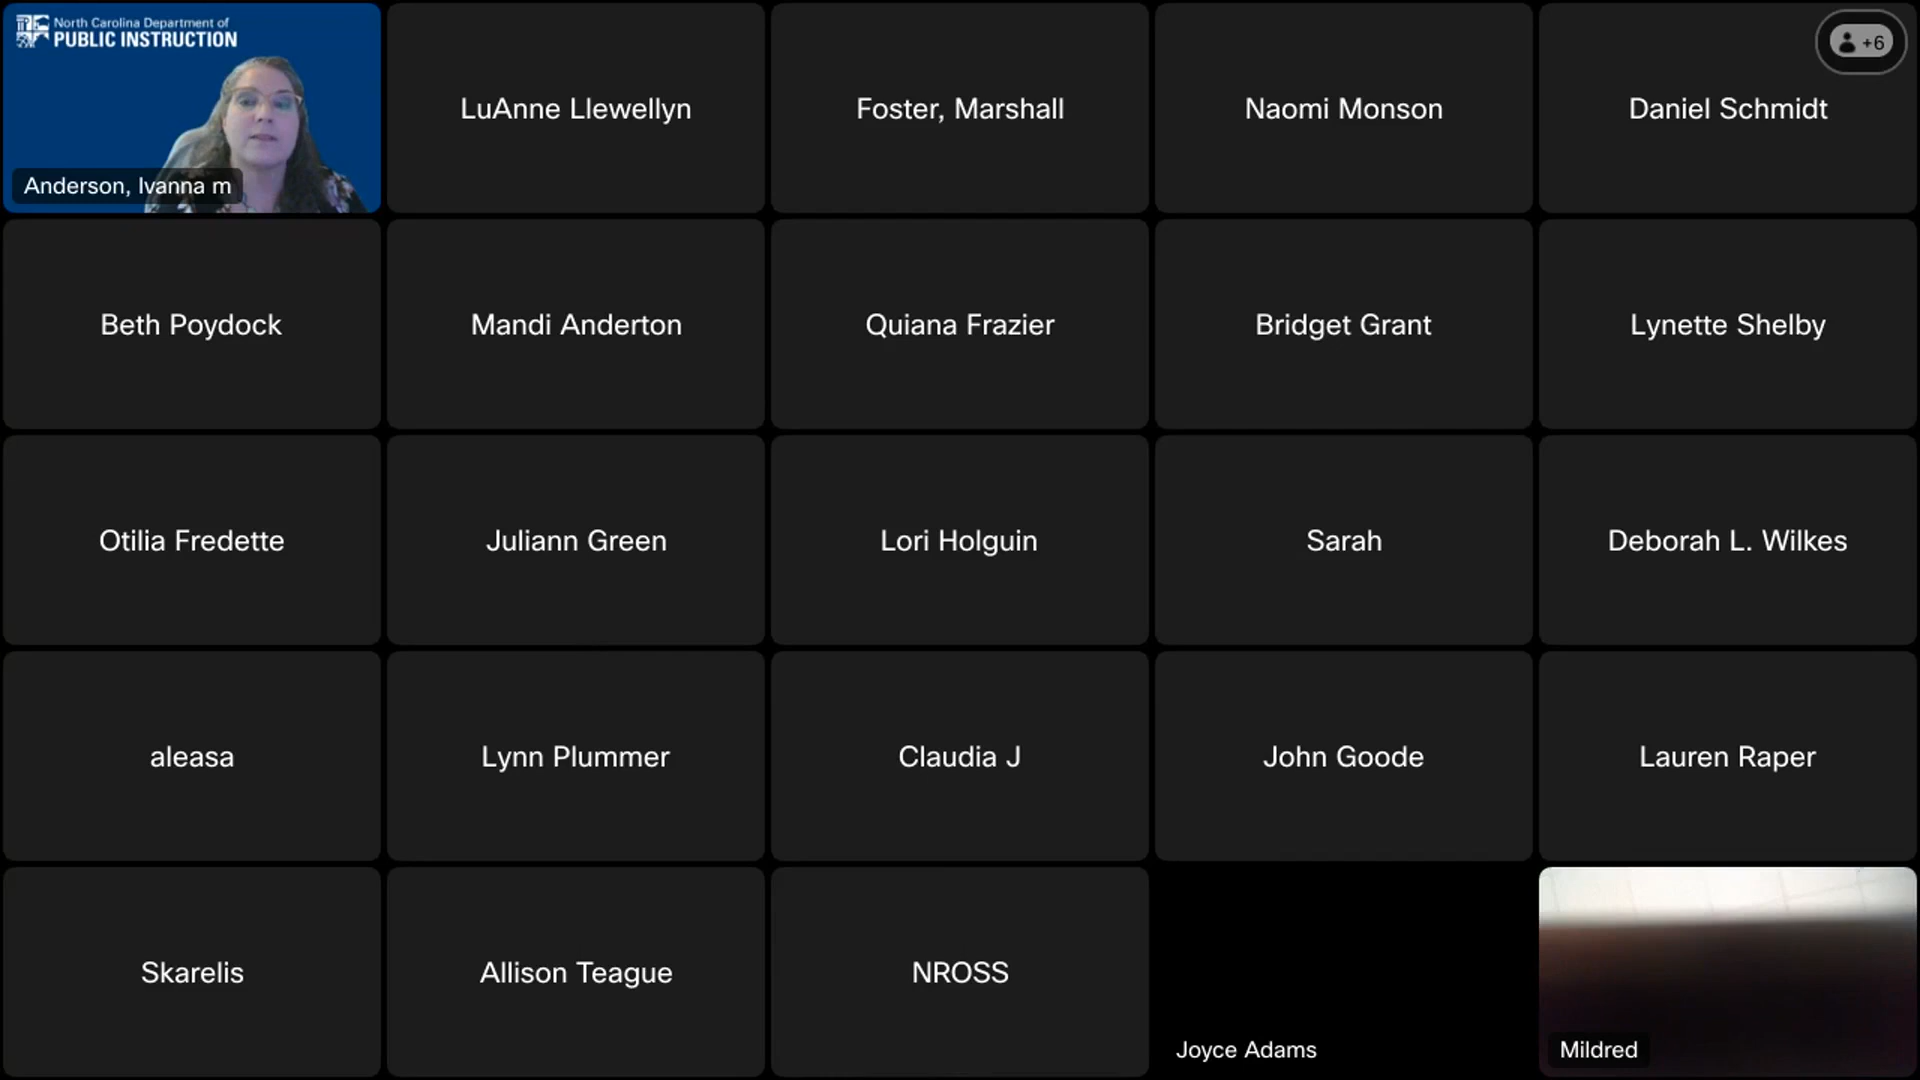 North Carolina Department of
PUBLIC INSTRUCTION
Anderson, Ivanna m
LuAnne Llewellyn
Foster, Marshall
Naomi Monson
Daniel Schmidt
+6
Beth Poydock
Mandi Anderton
Quiana Frazier
Bridget Grant
Lynette Shelby
Otilia Fredette
Juliann Green
Lori Holguin
Sarah
Deborah L. Wilkes
aleasa
Lynn Plummer
Claudia J
John Goode
Lauren Raper
Skarelis
Allison Teague
NROSS
Joyce Adams
Mildred